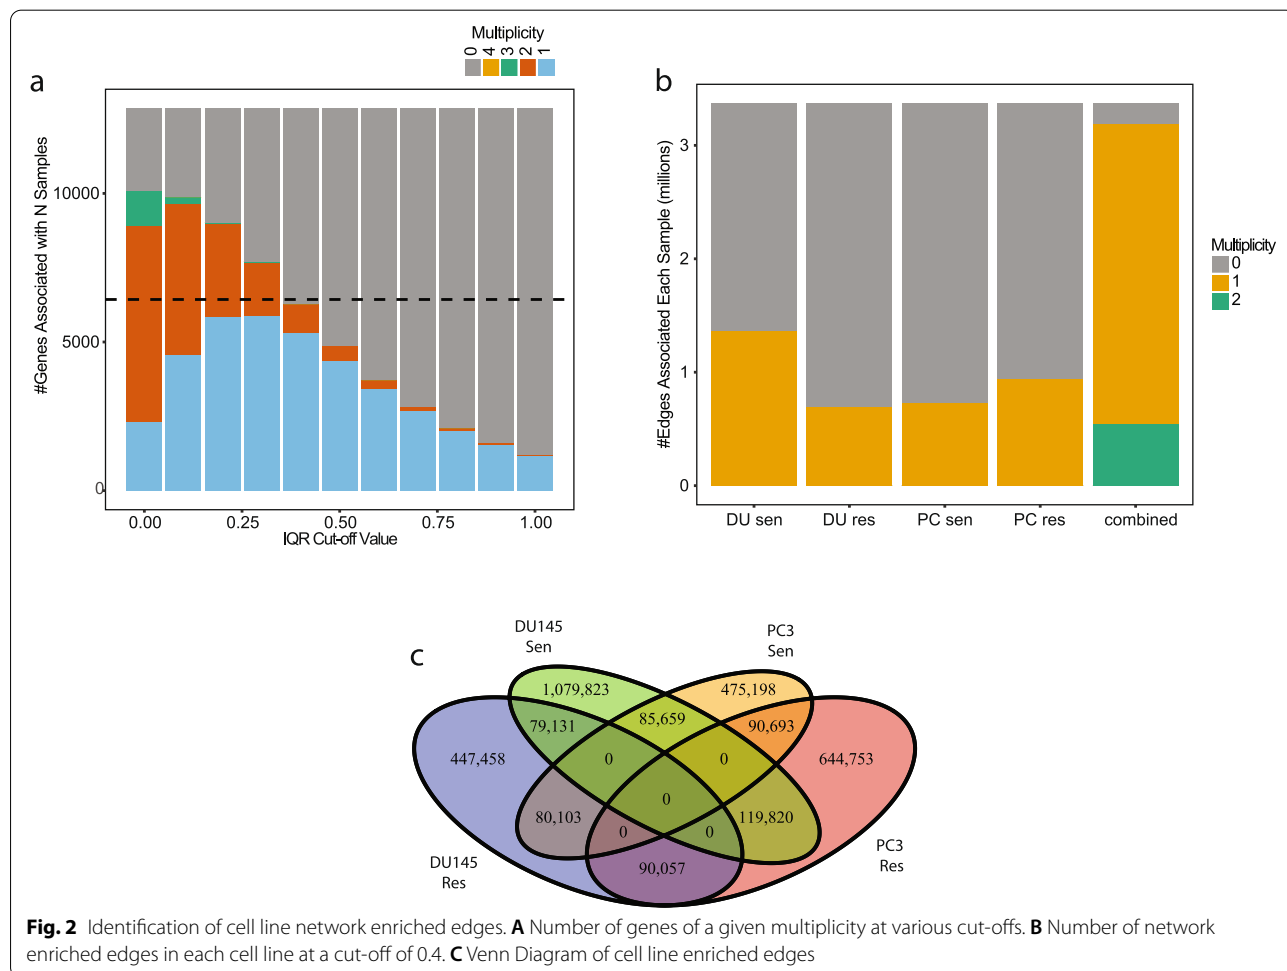 a
Multiplicity
0 4 3 2 1
#Genes Associated with N Samples
10000
5000
0
0.00 0.25 0.50 0.75 1.00
IQR Cut-off Value
b
#Edges Associated Each Sample (millions)
3
2
1
0
DU sen DU res PC sen PC res combined
Multiplicity
0
1
2
c
DU145
Sen
PC3
Sen
1,079,823 475,198
79,131 85,659 90,693
447,458 0 0 644,753
0
80,103 119,820
0 0
90,057
DU145
Res
PC3
Res
Fig. 2 Identification of cell line network enriched edges. A Number of genes of a given multiplicity at various cut-offs. B Number of network
enriched edges in each cell line at a cut-off of 0.4. C Venn Diagram of cell line enriched edges